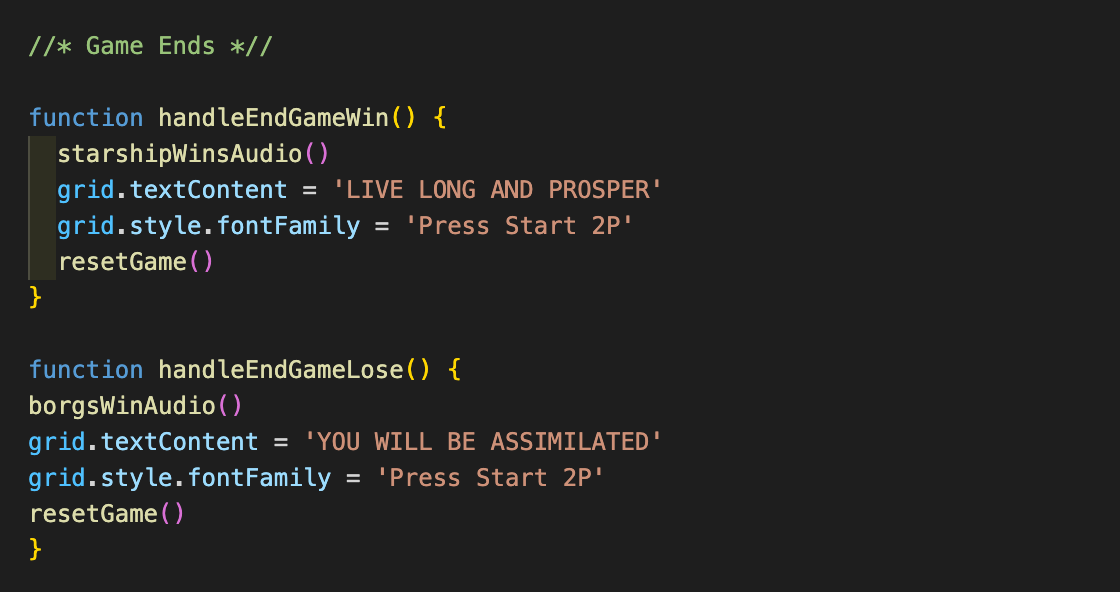 //* Game Ends *//
function handleEndGameWin() {
starshipWinsAudio()
grid.textContent = 'LIVE LONG AND PROSPER'
grid.style.fontFamily = 'Press Start 2P'
resetGame()
}
function handleEndGameLose() {
borgsWinAudio()
grid.textContent = 'YOU WILL BE ASSIMILATED'
grid.style.fontFamily = 'Press Start 2P'
resetGame()
}